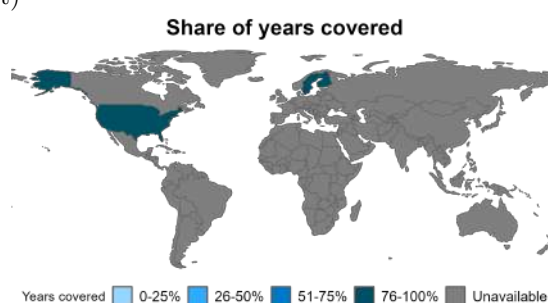 Share of years covered
Years covered 0-25% 26-50% 51-75% 76-100% Unavailable